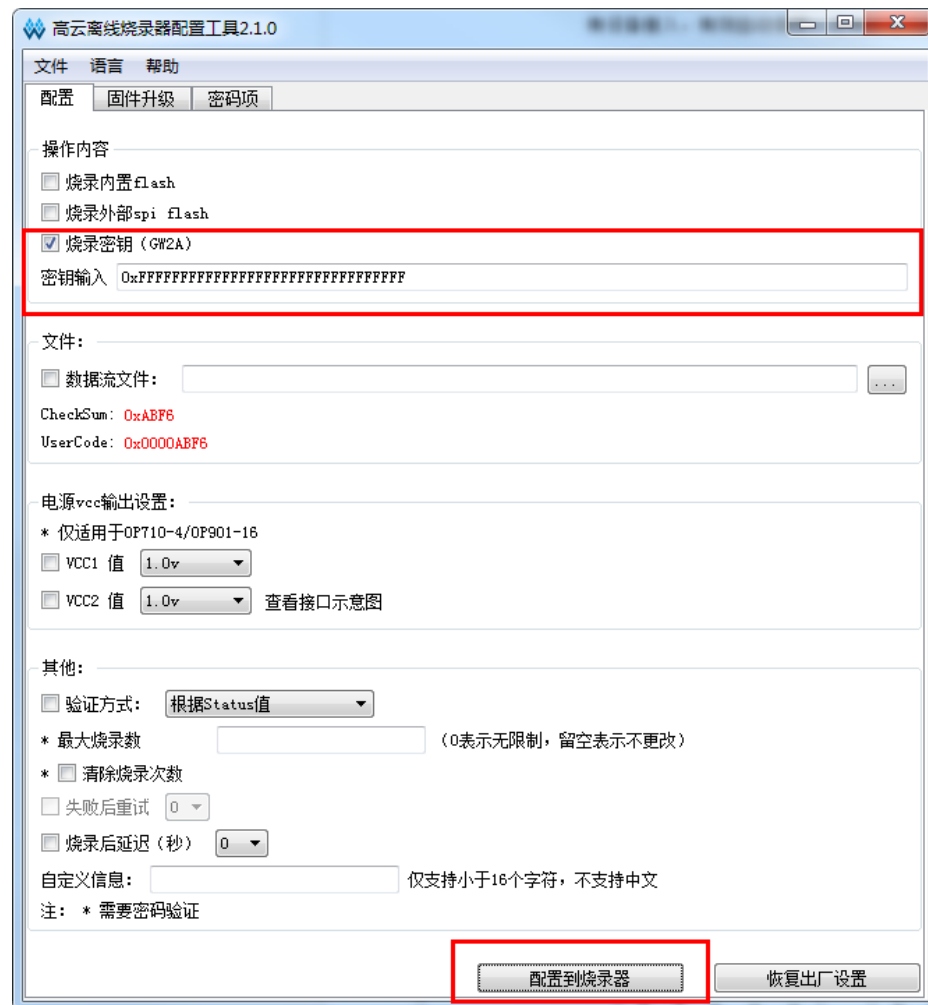 高云离线烧录器配置工具2.1.0
文件 语言 帮助
配置 固件升级 密码项
操作内容
烧录内置flash
烧录外部spi flash
烧录密钥（GW2A）
密钥输入 0xFFFFFFFFFFFFFFFFFFFFFFFFFFFFFFFF
文件:
数据流文件: ...
CheckSum: 0xABF6
UserCode: 0x0000ABF6
电源vcc输出设置:
* 仅适用于OP710-4/OP901-16
VCC1 值 1.0v
VCC2 值 1.0v 查看接口示意图
其他:
验证方式: 根据Status值
* 最大烧录数 （0表示无限制，留空表示不更改）
* 清除烧录次数
失败后重试 0
烧录后延迟（秒） 0
自定义信息: 仅支持小于16个字符，不支持中文
注: * 需要密码验证
配置到烧录器 恢复出厂设置